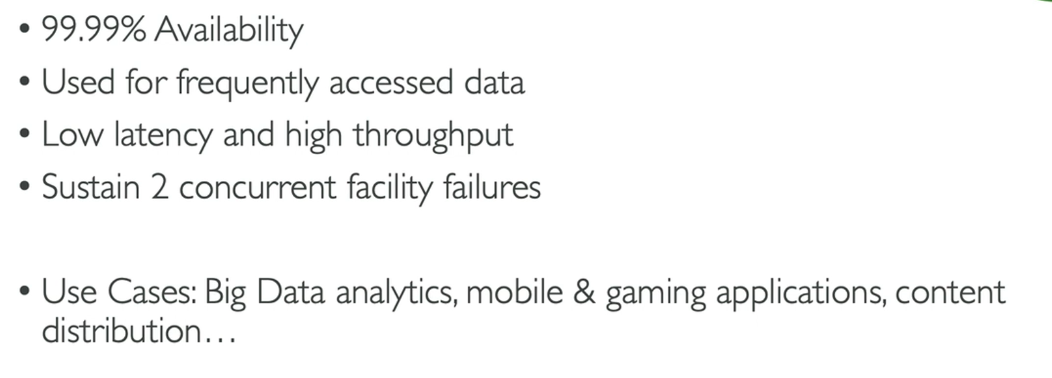 • 99.99% Availability
• Used for frequently accessed data
• Low latency and high throughput
• Sustain 2 concurrent facility failures
• Use Cases: Big Data analytics, mobile & gaming applications, content
distribution…